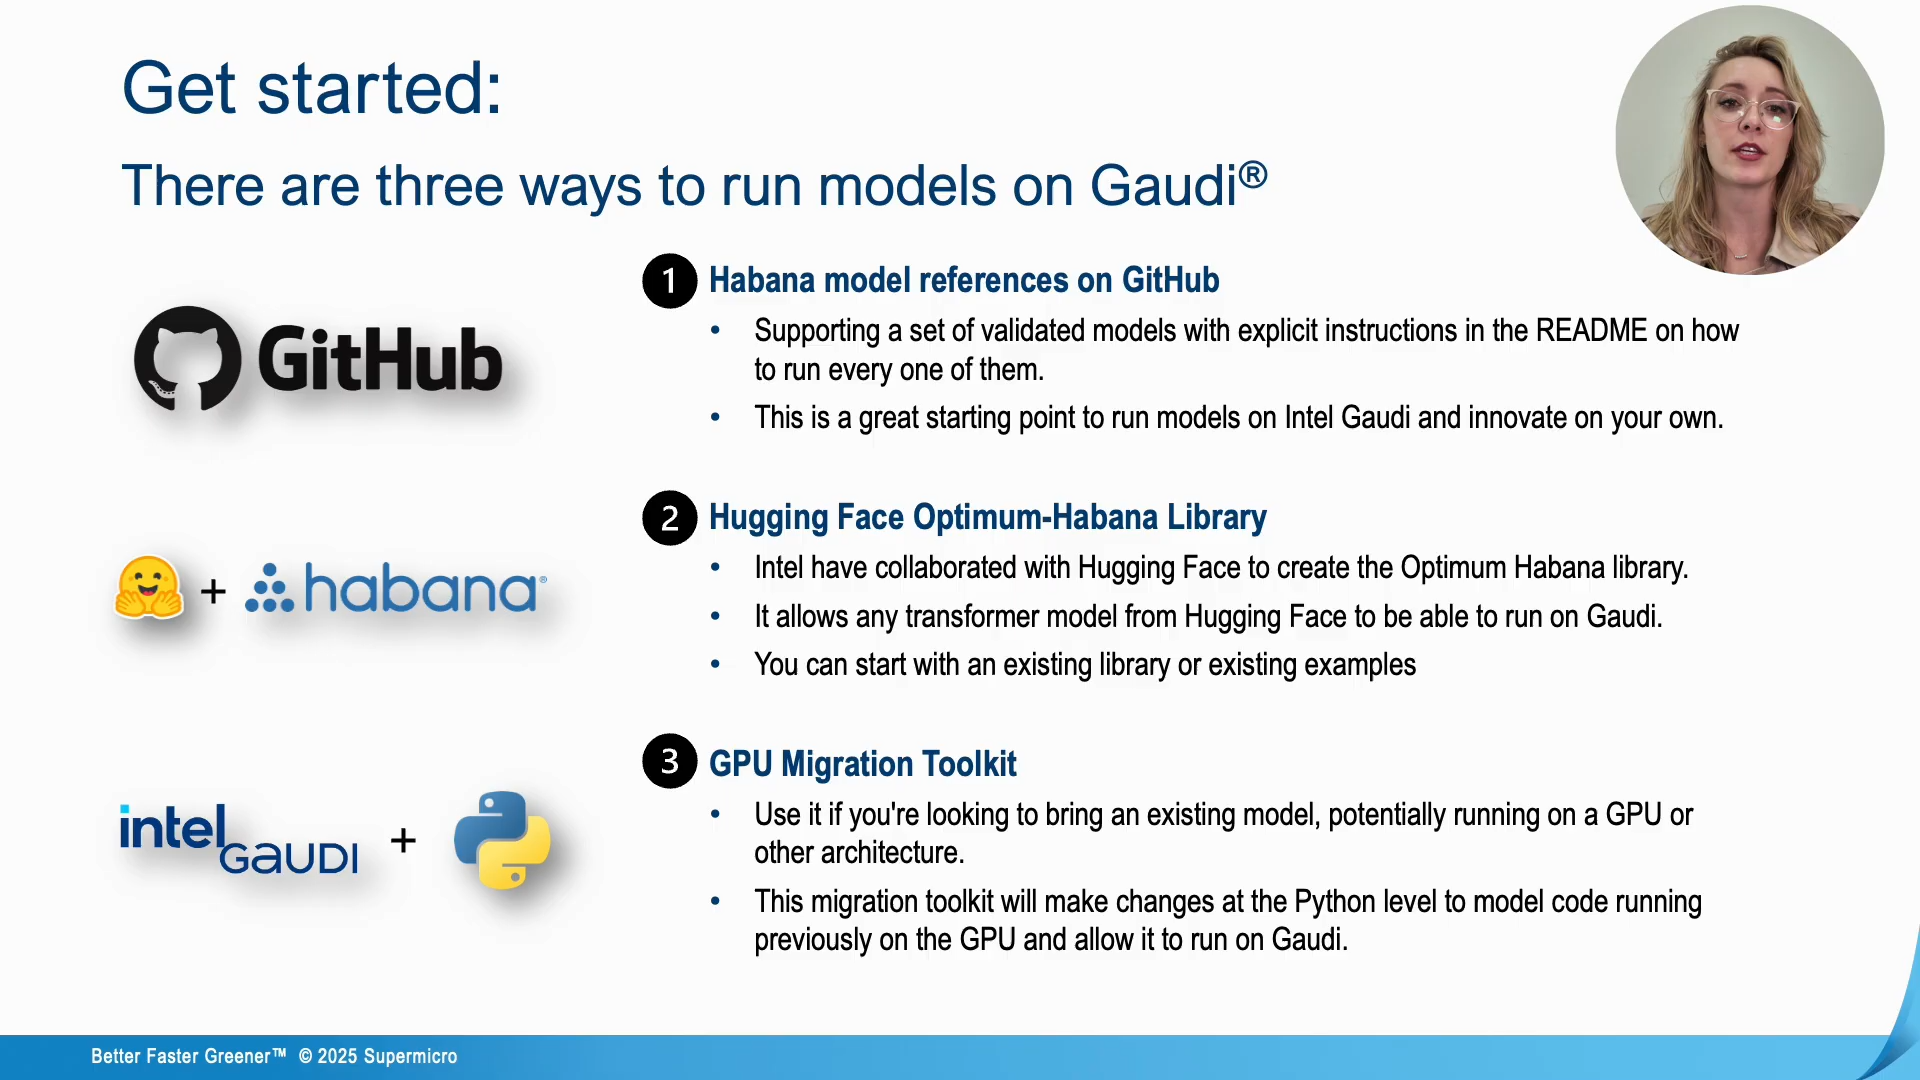 Get started:
There are three ways to run models on Gaudi®
GitHub
1 Habana model references on GitHub
• Supporting a set of validated models with explicit instructions in the README on how
to run every one of them.
• This is a great starting point to run models on Intel Gaudi and innovate on your own.
+ habana®
2 Hugging Face Optimum-Habana Library
• Intel have collaborated with Hugging Face to create the Optimum Habana library.
• It allows any transformer model from Hugging Face to be able to run on Gaudi.
• You can start with an existing library or existing examples
intel
GAUDI +
3 GPU Migration Toolkit
• Use it if you're looking to bring an existing model, potentially running on a GPU or
other architecture.
• This migration toolkit will make changes at the Python level to model code running
previously on the GPU and allow it to run on Gaudi.
Better Faster Greener™ © 2025 Supermicro